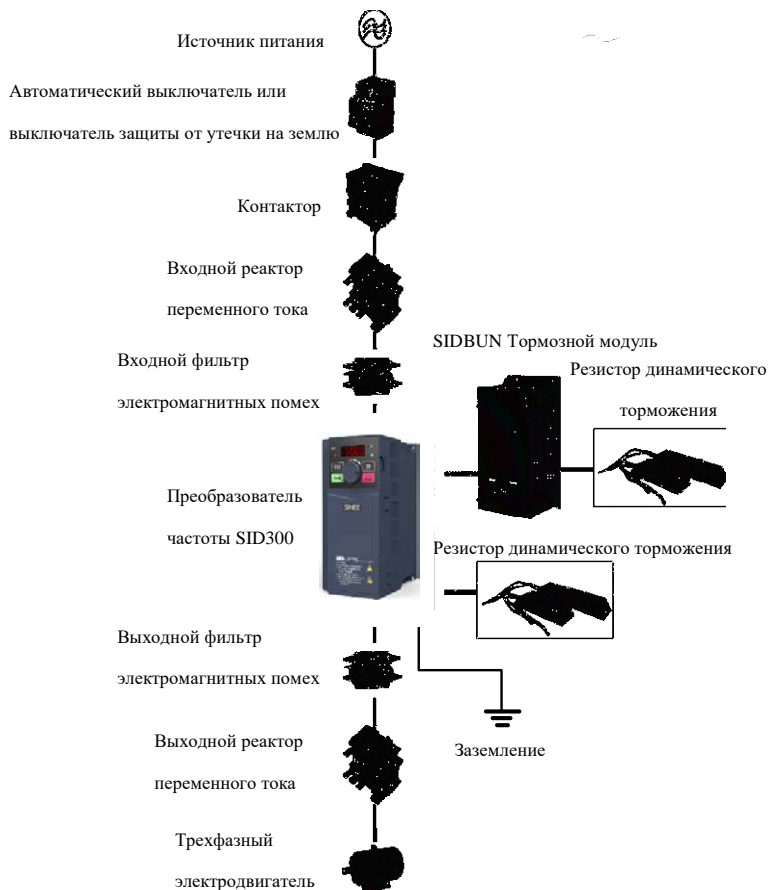 Источник питания
Автоматический выключатель или
выключатель защиты от утечки на землю
Контактор
Входной реактор
переменного тока
SIDBUN Тормозной модуль
Входной фильтр
электромагнитных помех
Резистор динамического
торможения
SINEE
Преобразователь
частоты SID300
Резистор динамического торможения
Выходной фильтр
электромагнитных помех
Заземление
Выходной реактор
переменного тока
Трехфазный
электродвигатель